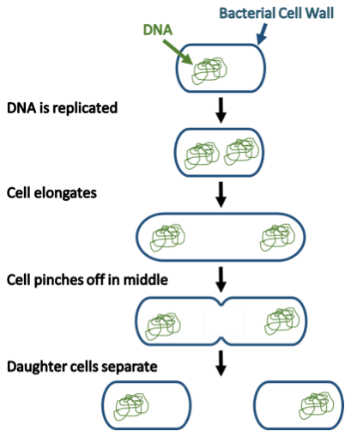 Bacterial Cell Wall
DNA
DNA is replicated
Cell elongates
Cell pinches off in middle
Daughter cells separate